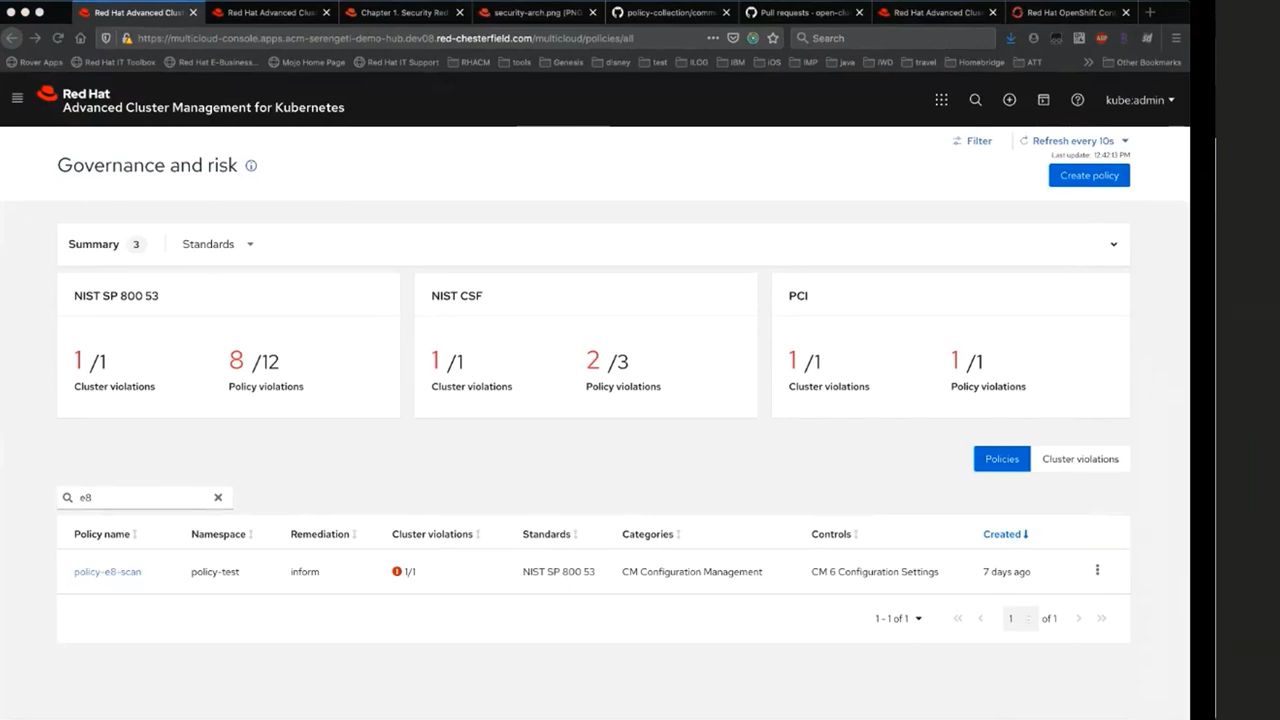 Red Hat Advanced Clus
Red Hat Advanced Clus
Chapter 1. Security Red
security-arch.png (PNG
policy-collection/comm
Pull requests · open-clu
Red Hat Advanced Clus
Red Hat OpenShift Con
https://multicloud-console.apps.acm-serengeti-demo-hub.dev08.red-chesterfield.com/multicloud/policies/all
Search
Rover Apps
Red Hat IT Toolbox
Red Hat E-Business...
Mojo Home Page
Red Hat IT Support
RHACM
tools
Genesis
disney
test
ILOG
IBM
iOS
IMP
java
IWD
travel
Homebridge
ATT
Other Bookmarks
Red Hat
Advanced Cluster Management for Kubernetes
kube:admin
Filter
Refresh every 10s
Last update: 12:42:13 PM
Governance and risk
Create policy
Summary 3
Standards
NIST SP 800 53
NIST CSF
PCI
1 /1
8 /12
1 /1
2 /3
1 /1
1 /1
Cluster violations
Policy violations
Cluster violations
Policy violations
Cluster violations
Policy violations
Policies
Cluster violations
e8
Policy name
Namespace
Remediation
Cluster violations
Standards
Categories
Controls
Created
policy-e8-scan
policy-test
inform
1/1
NIST SP 800 53
CM Configuration Management
CM 6 Configuration Settings
7 days ago
1 - 1 of 1
1
of 1